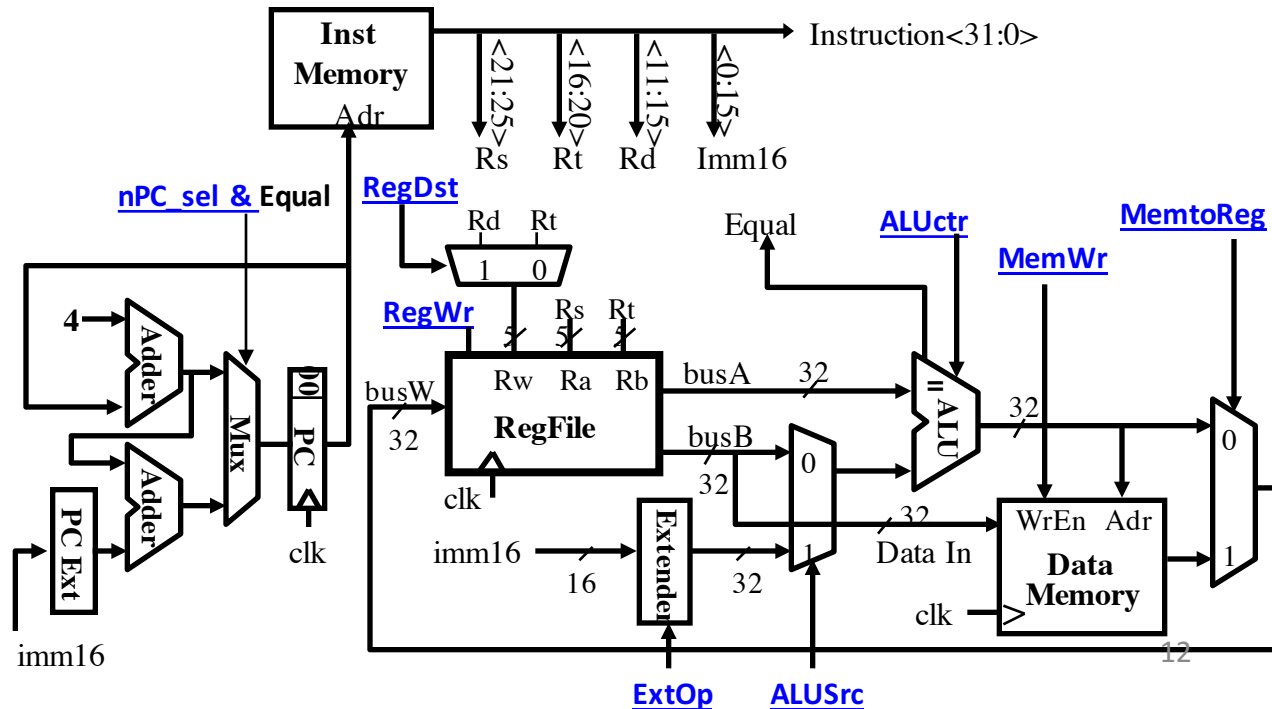 Inst
Memory
Adr
Instruction<31:0>
<21:25>
<16:20>
<11:15>
<0:15>
Rs
Rt
Rd
Imm16
nPC_sel & Equal
RegDst
Rd
Rt
1
0
Equal
ALUctr
MemtoReg
MemWr
RegWr
Rs
Rt
5
5
5
4
Adder
Adder
Mux
00
PC
clk
PC Ext
imm16
busW
32
Rw
Ra
Rb
RegFile
clk
busA
32
busB
32
0
1
=
ALU
32
0
1
imm16
16
Extender
32
32
Data In
WrEn
Adr
Data
Memory
clk
12
ExtOp
ALUSrc